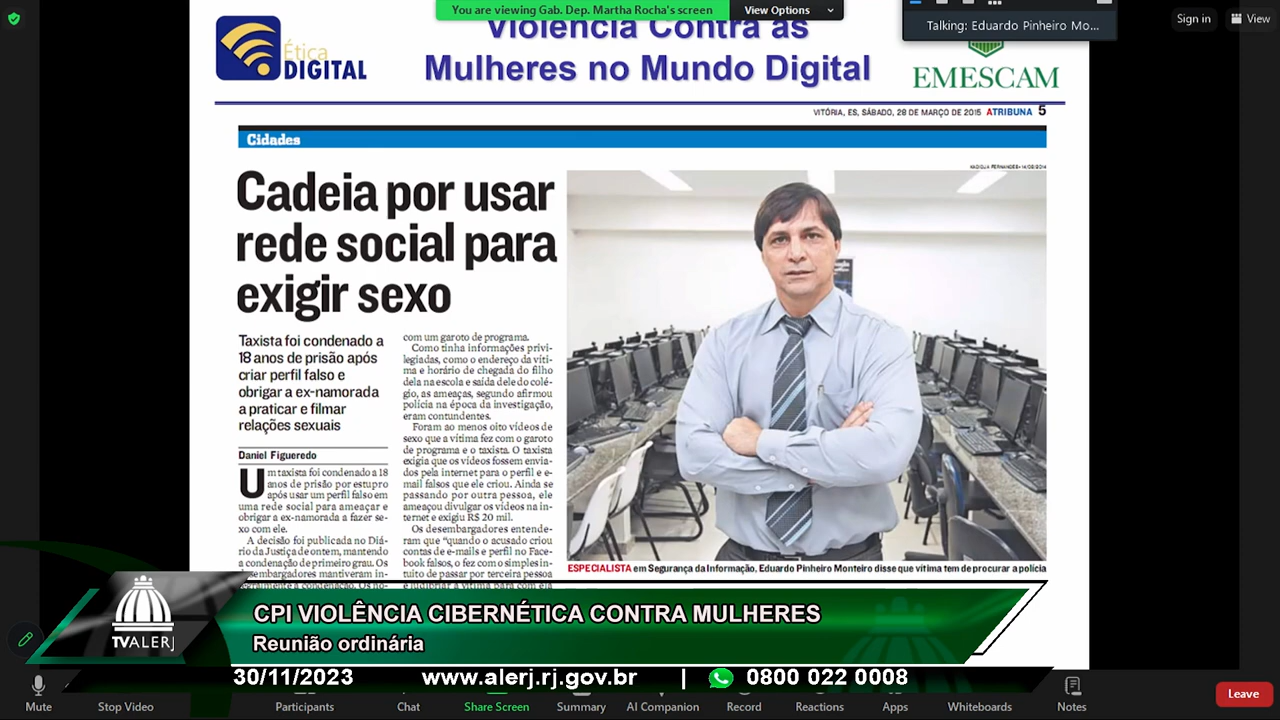 You are viewing Gab. Dep. Martha Rocha's screen
View Options
Talking: Eduardo Pinheiro Mo...
Sign in
View
Ética
DIGITAL
Violência Contra as
Mulheres no Mundo Digital
EMESCAM
VITÓRIA, ES, SÁBADO, 28 DE MARÇO DE 2015 ATRIBUNA 5
Cidades
Cadeia por usar
rede social para
exigir sexo
Taxista foi condenado a
18 anos de prisão após
criar perfil falso e
obrigar a ex-namorada
a praticar e filmar
relações sexuais
Daniel Figueredo
Um taxista foi condenado a 18
anos de prisão por estupro
após usar um perfil falso em
uma rede social para ameaçar e
obrigar a ex-namorada a fazer se-
xo com ele.
A decisão foi publicada no Diá-
rio da Justiça de ontem, mantendo
a condenação de primeiro grau. Os
desembargadores mantiveram in-
com um garoto de programa.
Como tinha informações privi-
legiadas, como o endereço da víti-
ma e horário de chegada do filho
dela na escola e saída dele do colé-
gio, as ameaças, segundo afirmou
polícia na época da investigação,
eram contundentes.
Foram ao menos oito vídeos de
sexo que a vítima fez com o garoto
de programa e o taxista. O taxista
exigia que os vídeos fossem envia-
dos pela internet para o perfil e e-
mail falsos que ele criou. Ainda se
passando por outra pessoa, ele
ameaçou divulgar os vídeos na in-
ternet e exigiu R$ 20 mil.
Os desembargadores entende-
ram que "quando o acusado criou
contas de e-mails e perfil no Face-
book falsos, o fez com o simples in-
tuito de passar por terceira pessoa
ESPECIALISTA em Segurança da Informação, Eduardo Pinheiro Monteiro disse que vítima tem de procurar a polícia
TVALERJ
CPI VIOLÊNCIA CIBERNÉTICA CONTRA MULHERES
Reunião ordinária
30/11/2023 www.alerj.rj.gov.br | 0800 022 0008
Mute
Stop Video
Participants
Chat
Share Screen
Summary
AI Companion
Record
Reactions
Apps
Whiteboards
Notes
Leave